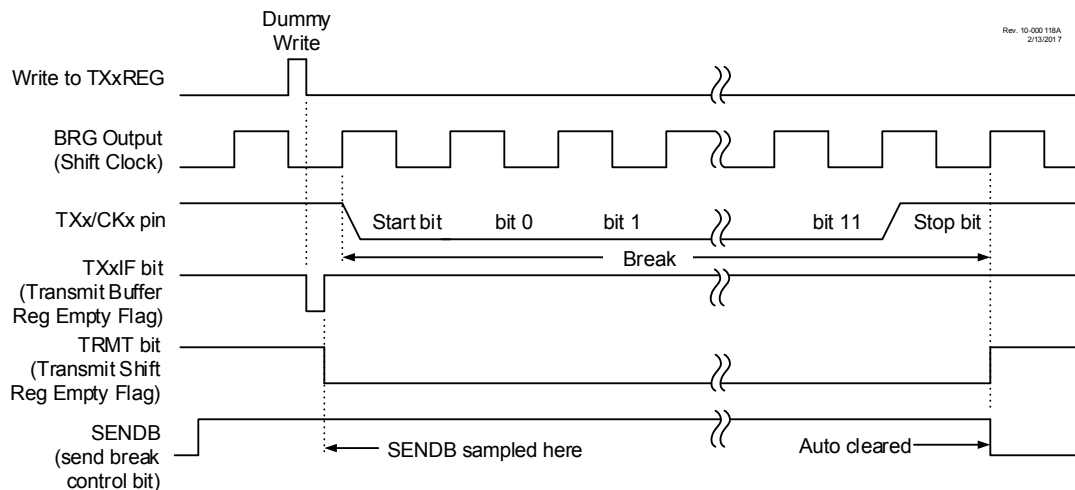 Dummy
Write
Rev. 10-000 118A
2/13/201 7
Write to TXxREG
BRG Output
(Shift Clock)
TXx/CKx pin
Start bit
bit 0
bit 1
bit 11
Stop bit
Break
TXxIF bit
(Transmit Buffer
Reg Empty Flag)
TRMT bit
(Transmit Shift
Reg Empty Flag)
SENDB
(send break
control bit)
SENDB sampled here
Auto cleared